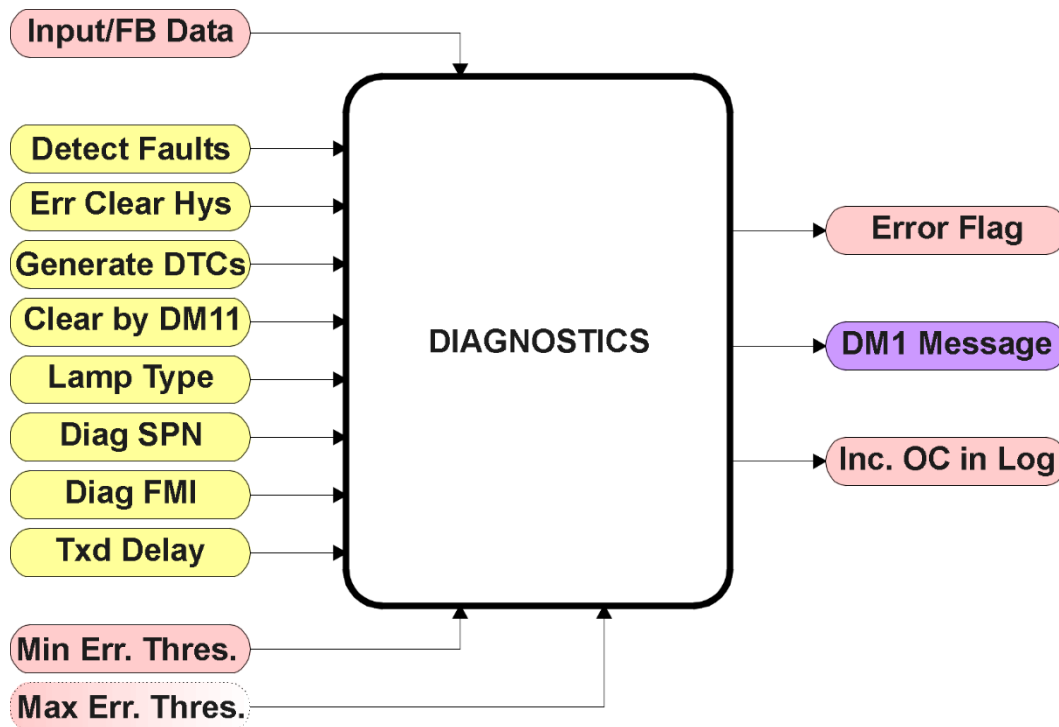 Input/FB Data
Detect Faults
Err Clear Hys
Generate DTCs
Clear by DM11
Lamp Type
Diag SPN
Diag FMI
Txd Delay
Min Err. Thres.
Max Err. Thres.
DIAGNOSTICS
Error Flag
DM1 Message
Inc. OC in Log